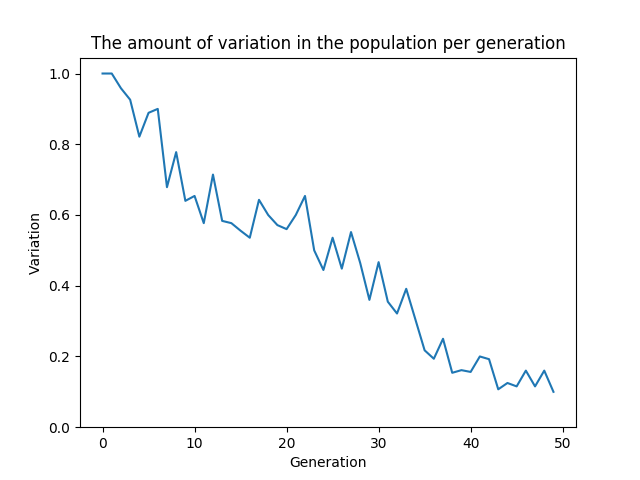 The amount of variation in the population per generation
1.0
0.8
0.6
0.4
0.2
0.0
Variation
0 10 20 30 40 50
Generation